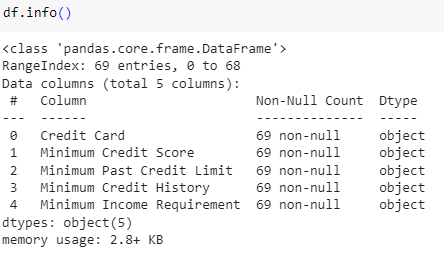 df.info()
<class 'pandas.core.frame.DataFrame'>
RangeIndex: 69 entries, 0 to 68
Data columns (total 5 columns):
 #   Column                      Non-Null Count  Dtype
---  ------                      --------------  -----
 0   Credit Card                 69 non-null     object
 1   Minimum Credit Score        69 non-null     object
 2   Minimum Past Credit Limit   69 non-null     object
 3   Minimum Credit History      69 non-null     object
 4   Minimum Income Requirement  69 non-null     object
dtypes: object(5)
memory usage: 2.8+ KB